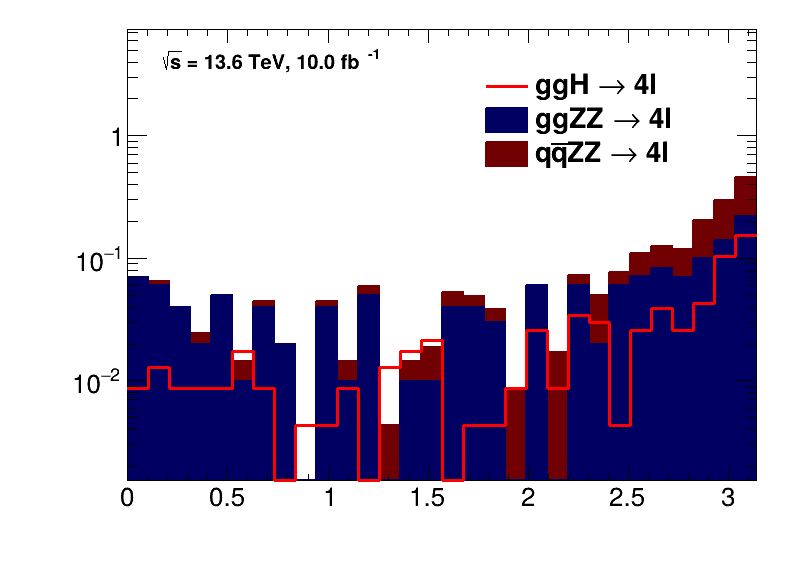 √s = 13.6 TeV, 10.0 fb⁻¹
ggH → 4l
ggZZ → 4l
qq̅ZZ → 4l
1
10⁻¹
10⁻²
0 0.5 1 1.5 2 2.5 3